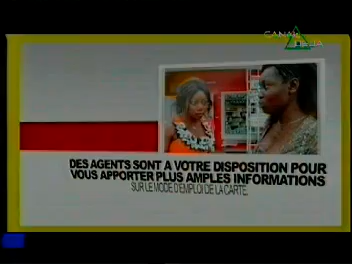 CANAL
DES AGENTS SONT A VOTRE DISPOSITION POUR
VOUS APPORTER PLUS AMPLES INFORMATIONS
SUR LE MODE D'EMPLOI DE LA CARTE.